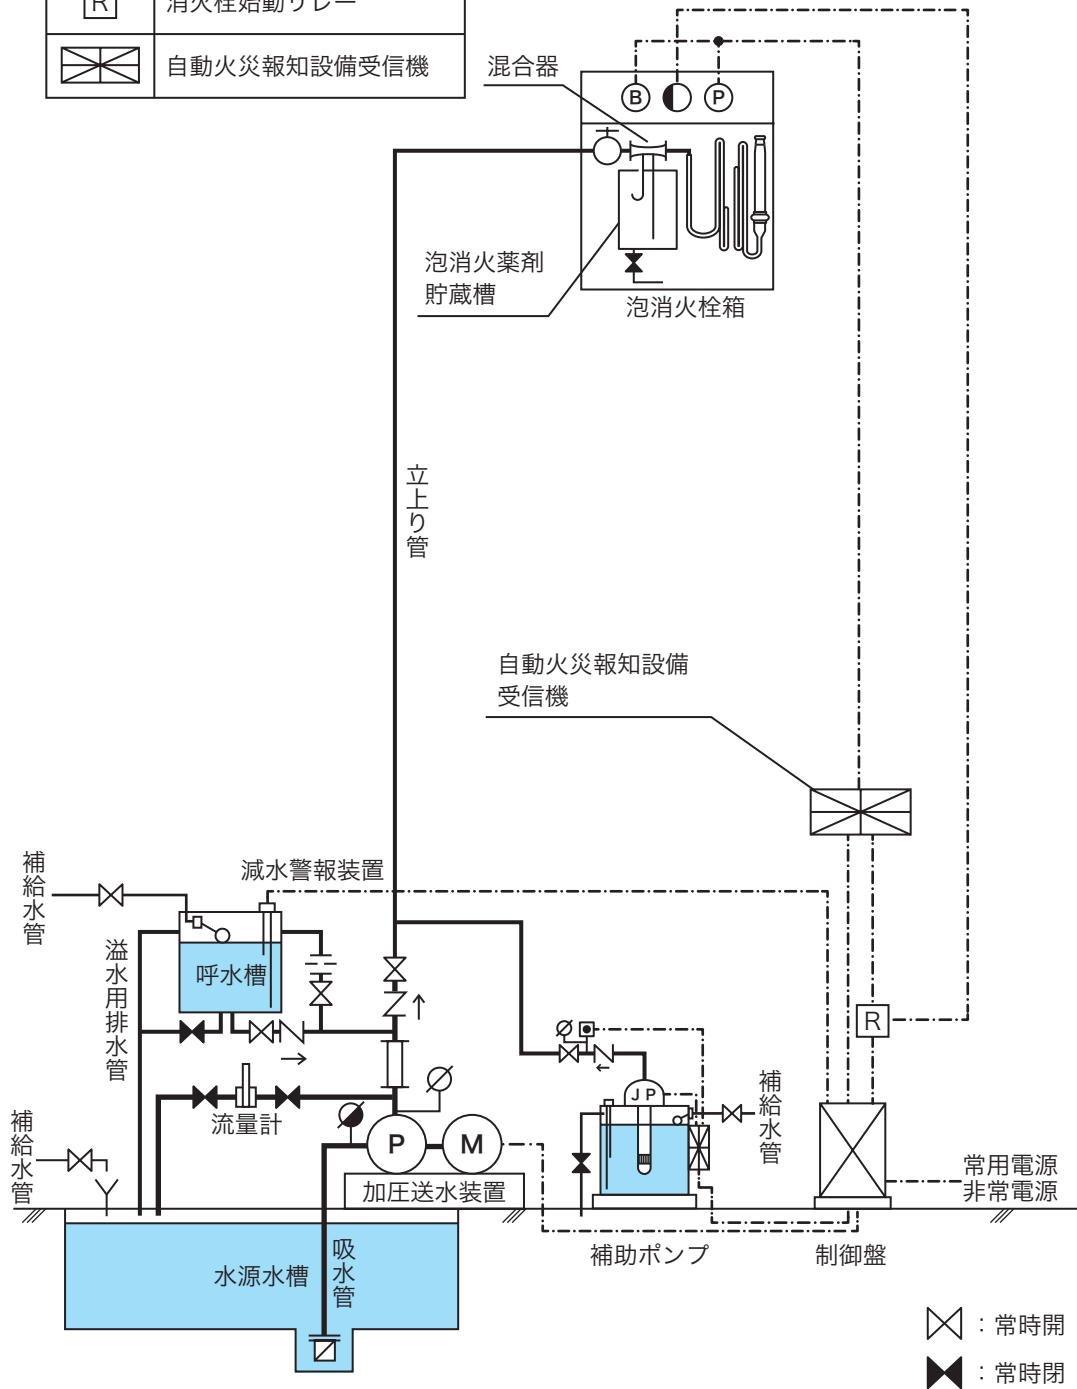 R
消火栓始動リレー
自動火災報知設備受信機
混合器
B
P
泡消火薬剤
貯蔵槽
泡消火栓箱
立上り管
自動火災報知設備
受信機
補給水管
減水警報装置
溢水用排水管
呼水槽
R
J P
補給水管
流量計
補給水管
P
M
加圧送水装置
常用電源
非常電源
吸水管
水源水槽
補助ポンプ
制御盤
：常時開
：常時閉